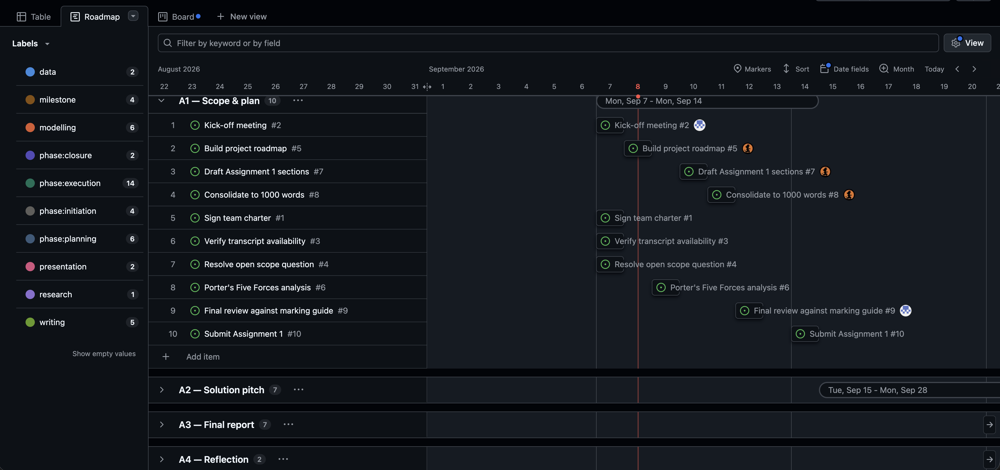 Table
Roadmap
Board
New view
Labels
Filter by keyword or by field
View
data 2
milestone 4
modelling 6
phase:closure 2
phase:execution 14
phase:initiation 4
phase:planning 6
presentation 2
research 1
writing 5
Show empty values
August 2026
September 2026
Markers
Sort
Date fields
Month
Today
22 23 24 25 26 27 28 29 30 31 1 2 3 4 5 6 7 8 9 10 11 12 13 14 15 16 17 18 19 20
A1 — Scope & plan 10
Mon, Sep 7 - Mon, Sep 14
1 Kick-off meeting #2
Kick-off meeting #2
2 Build project roadmap #5
Build project roadmap #5
3 Draft Assignment 1 sections #7
Draft Assignment 1 sections #7
4 Consolidate to 1000 words #8
Consolidate to 1000 words #8
5 Sign team charter #1
Sign team charter #1
6 Verify transcript availability #3
Verify transcript availability #3
7 Resolve open scope question #4
Resolve open scope question #4
8 Porter's Five Forces analysis #6
Porter's Five Forces analysis #6
9 Final review against marking guide #9
Final review against marking guide #9
10 Submit Assignment 1 #10
Submit Assignment 1 #10
Add item
A2 — Solution pitch 7
Tue, Sep 15 - Mon, Sep 28
A3 — Final report 7
A4 — Reflection 2